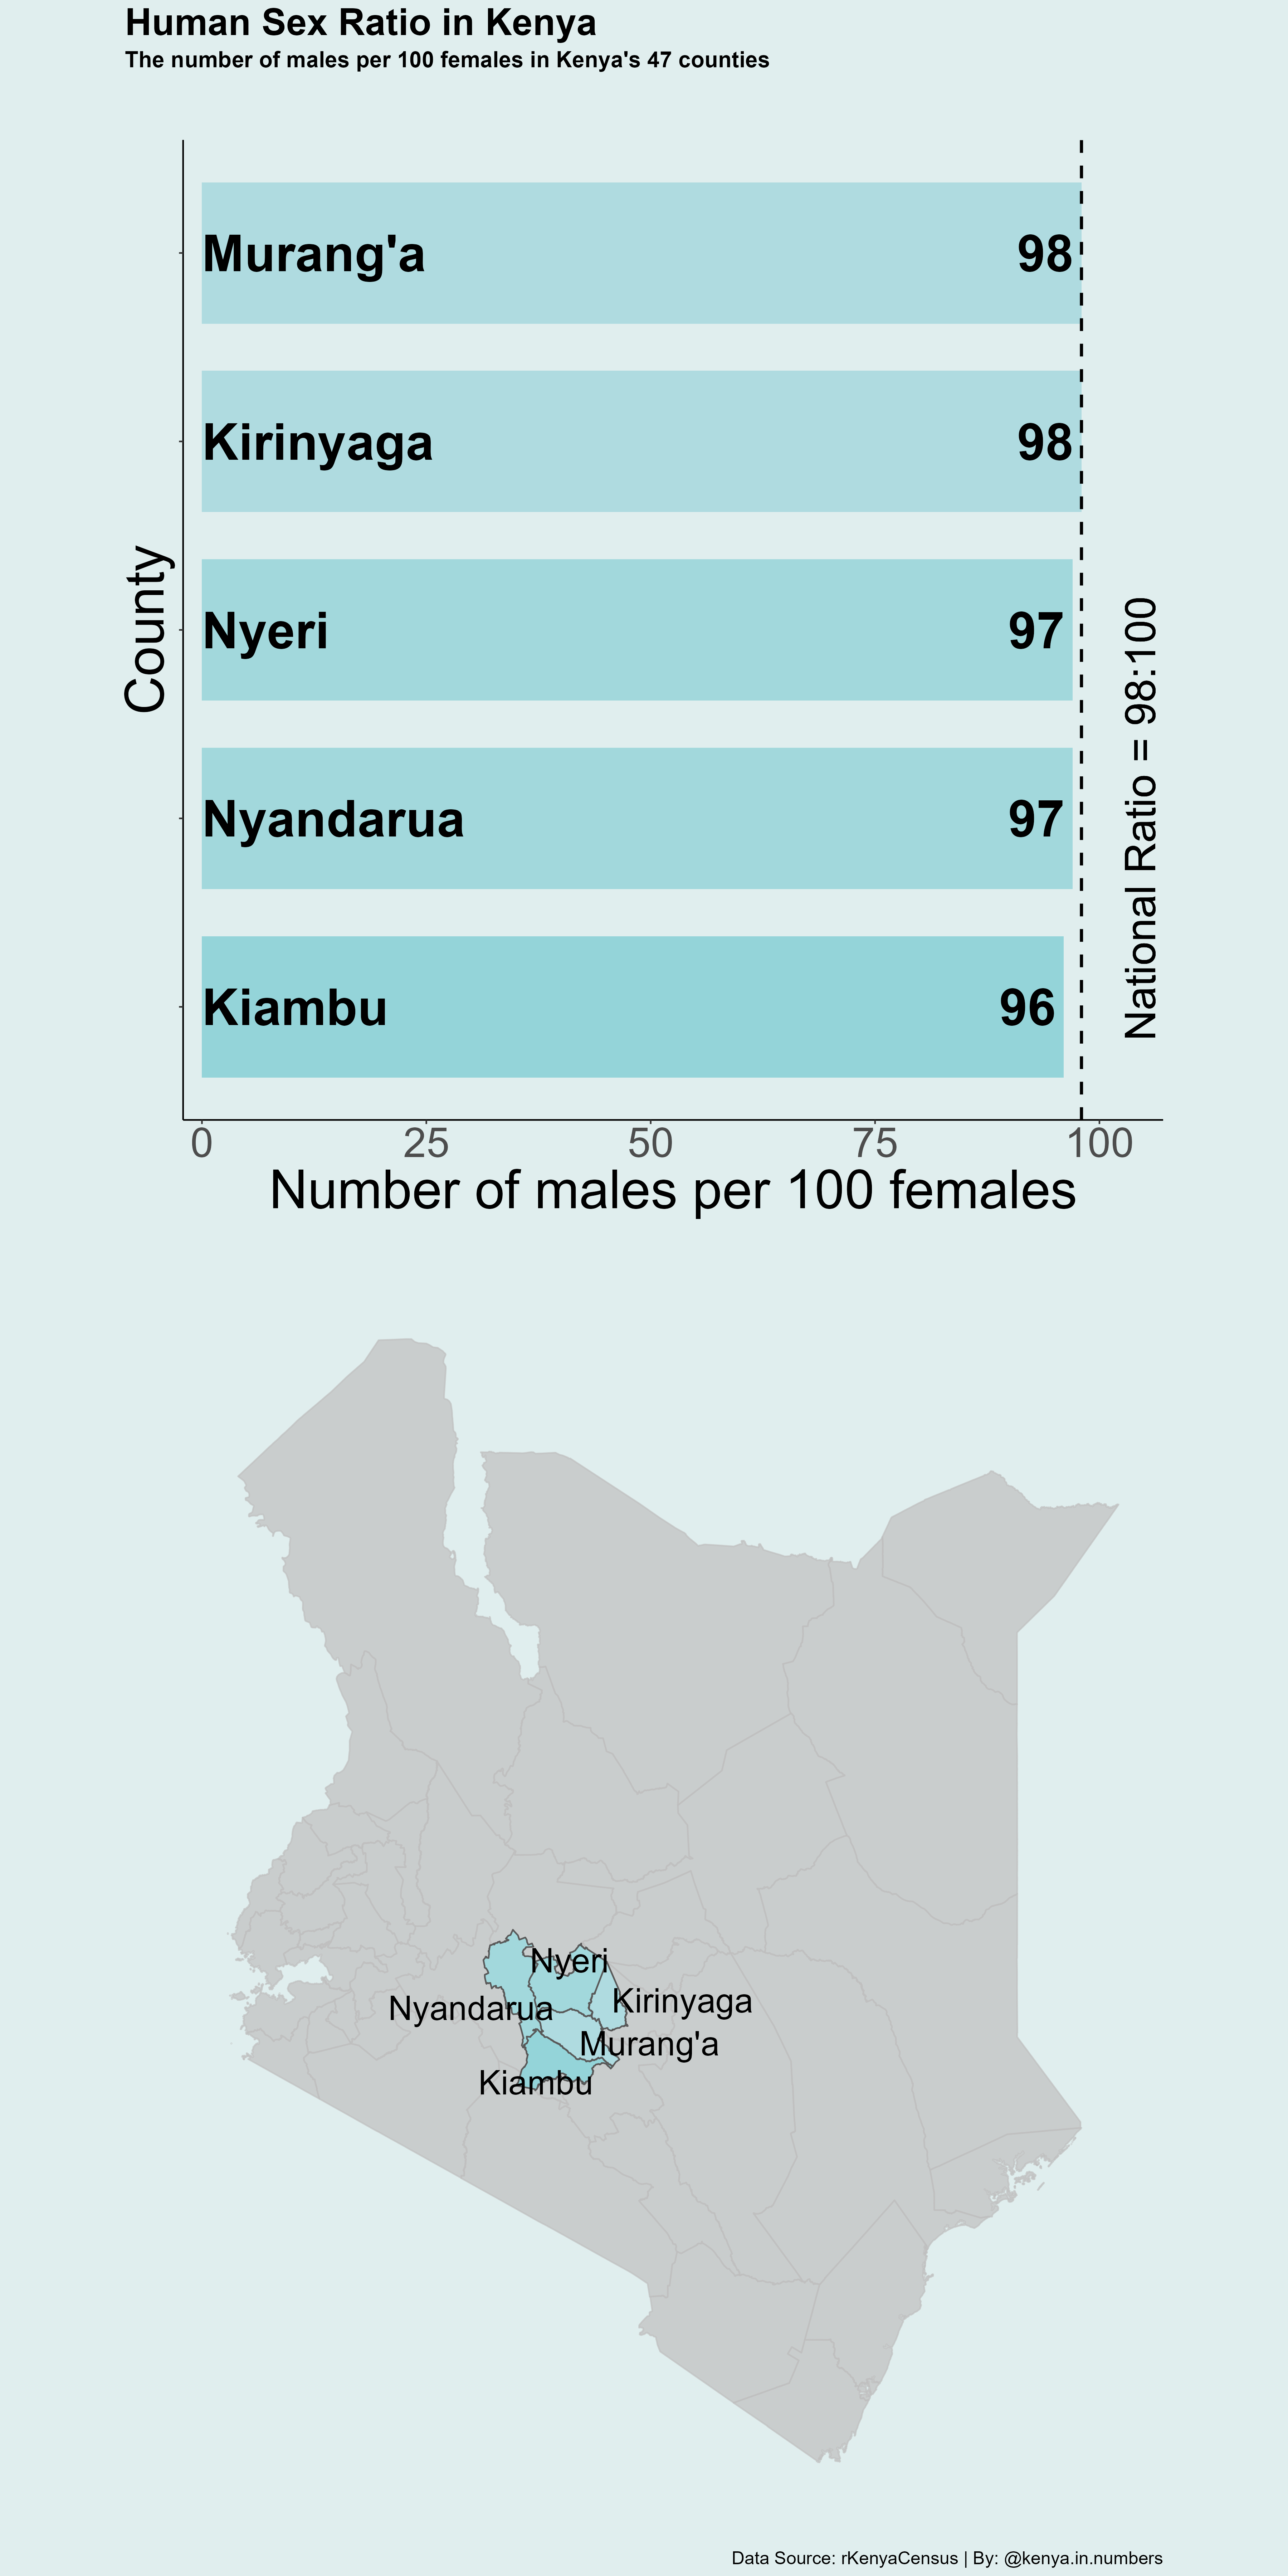 Human Sex Ratio in Kenya
The number of males per 100 females in Kenya's 47 counties
County
Murang'a 98
Kirinyaga 98
Nyeri 97
Nyandarua 97
Kiambu 96
National Ratio = 98:100
0 25 50 75 100
Number of males per 100 females
Nyeri
Kirinyaga
Nyandarua
Murang'a
Kiambu
Data Source: rKenyaCensus | By: @kenya.in.numbers